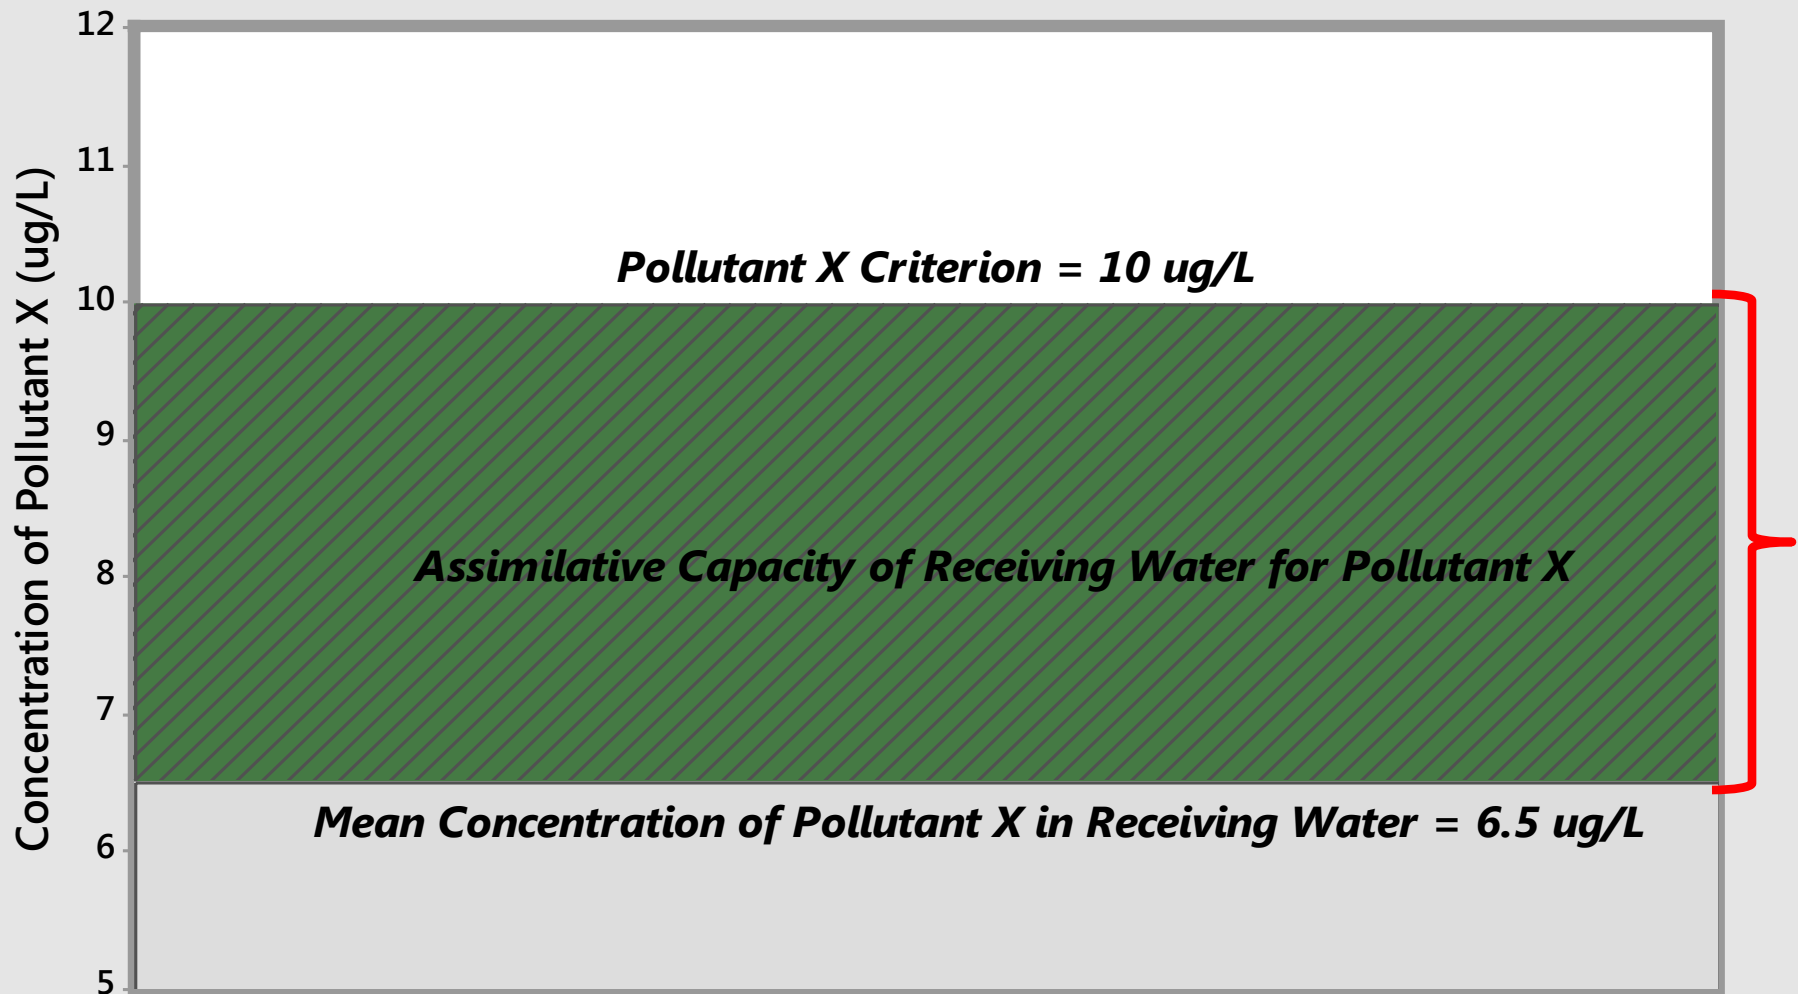 12
11
Pollutant X Criterion = 10 ug/L
10
9
Assimilative Capacity of Receiving Water for Pollutant X
8
7
Mean Concentration of Pollutant X in Receiving Water = 6.5 ug/L
6
5
Concentration of Pollutant X (ug/L)